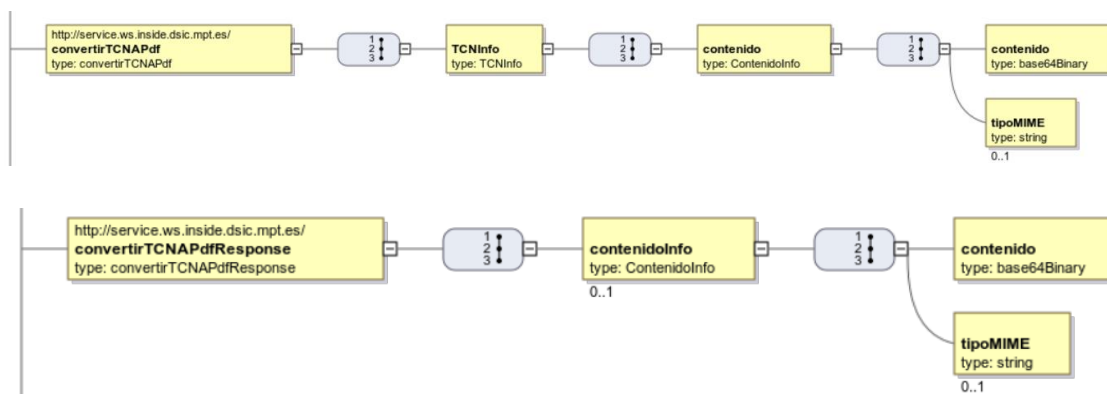 http://service.ws.inside.dsic.mpt.es/
convertirTCNAPdf
type: convertirTCNAPdf
1
2
3
TCNInfo
type: TCNInfo
1
2
3
contenido
type: ContenidoInfo
1
2
3
contenido
type: base64Binary
tipoMIME
type: string
0..1
http://service.ws.inside.dsic.mpt.es/
convertirTCNAPdfResponse
type: convertirTCNAPdfResponse
1
2
3
contenidoInfo
type: ContenidoInfo
0..1
1
2
3
contenido
type: base64Binary
tipoMIME
type: string
0..1